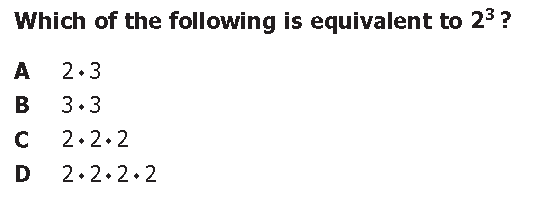 Which of the following is equivalent to 2³ ?
A 2 • 3
B 3 • 3
C 2 • 2 • 2
D 2 • 2 • 2 • 2